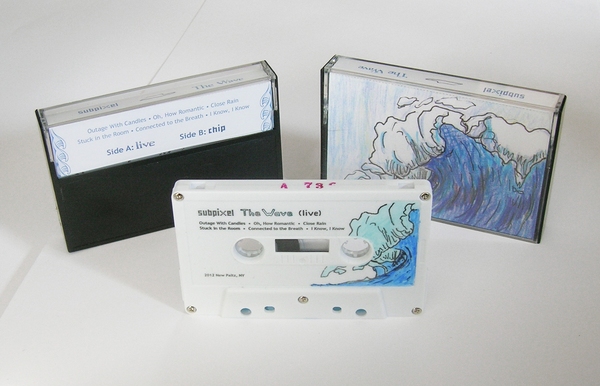 subpixel The Wave
Outage With Candles • Oh, How Romantic • Close Rain
Stuck in the Room • Connected to the Breath • I Know, I Know
Side A: live Side B: chip
The Wave subpixel
A 736
subpixel The Wave (live)
Outage With Candles • Oh, How Romantic • Close Rain
Stuck in the Room • Connected to the Breath • I Know, I Know
2012 New Paltz, NY